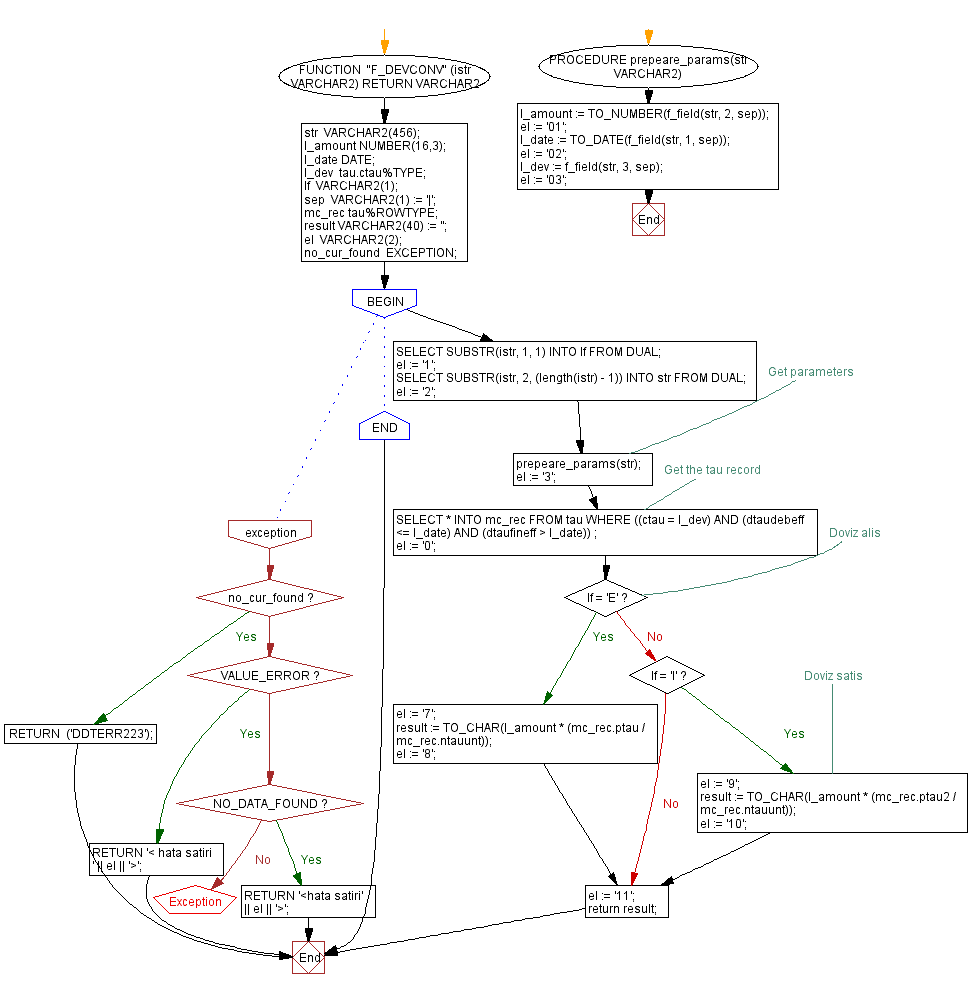 FUNCTION "F_DEVCONV" (istr
VARCHAR2) RETURN VARCHAR2
PROCEDURE prepeare_params(str
VARCHAR2)
str VARCHAR2(456);
l_amount NUMBER(16,3);
l_date DATE;
l_dev tau.ctau%TYPE;
lf VARCHAR2(1);
sep VARCHAR2(1) := '|';
mc_rec tau%ROWTYPE;
result VARCHAR2(40) := '';
el VARCHAR2(2);
no_cur_found EXCEPTION;
l_amount := TO_NUMBER(f_field(str, 2, sep));
el := '01';
l_date := TO_DATE(f_field(str, 1, sep));
el := '02';
l_dev := f_field(str, 3, sep);
el := '03';
End
BEGIN
SELECT SUBSTR(istr, 1, 1) INTO lf FROM DUAL;
el := '1';
SELECT SUBSTR(istr, 2, (length(istr) - 1)) INTO str FROM DUAL;
el := '2';
Get parameters
END
prepeare_params(str);
el := '3';
Get the tau record
SELECT * INTO mc_rec FROM tau WHERE ((ctau = l_dev) AND (dtaudebeff
<= l_date) AND (dtaufineff > l_date)) ;
el := '0';
Doviz alis
exception
no_cur_found ?
lf = 'E' ?
Yes
Yes
No
VALUE_ERROR ?
lf = 'I' ?
Doviz satis
RETURN ('DDTERR223');
Yes
el := '7';
result := TO_CHAR(l_amount * (mc_rec.ptau /
mc_rec.ntauunt));
el := '8';
Yes
NO_DATA_FOUND ?
No
el := '9';
result := TO_CHAR(l_amount * (mc_rec.ptau2 /
mc_rec.ntauunt));
el := '10';
RETURN '< hata satiri
' || el || '>';
No
Yes
Exception
RETURN '<hata satiri'
|| el || '>';
el := '11';
return result;
End